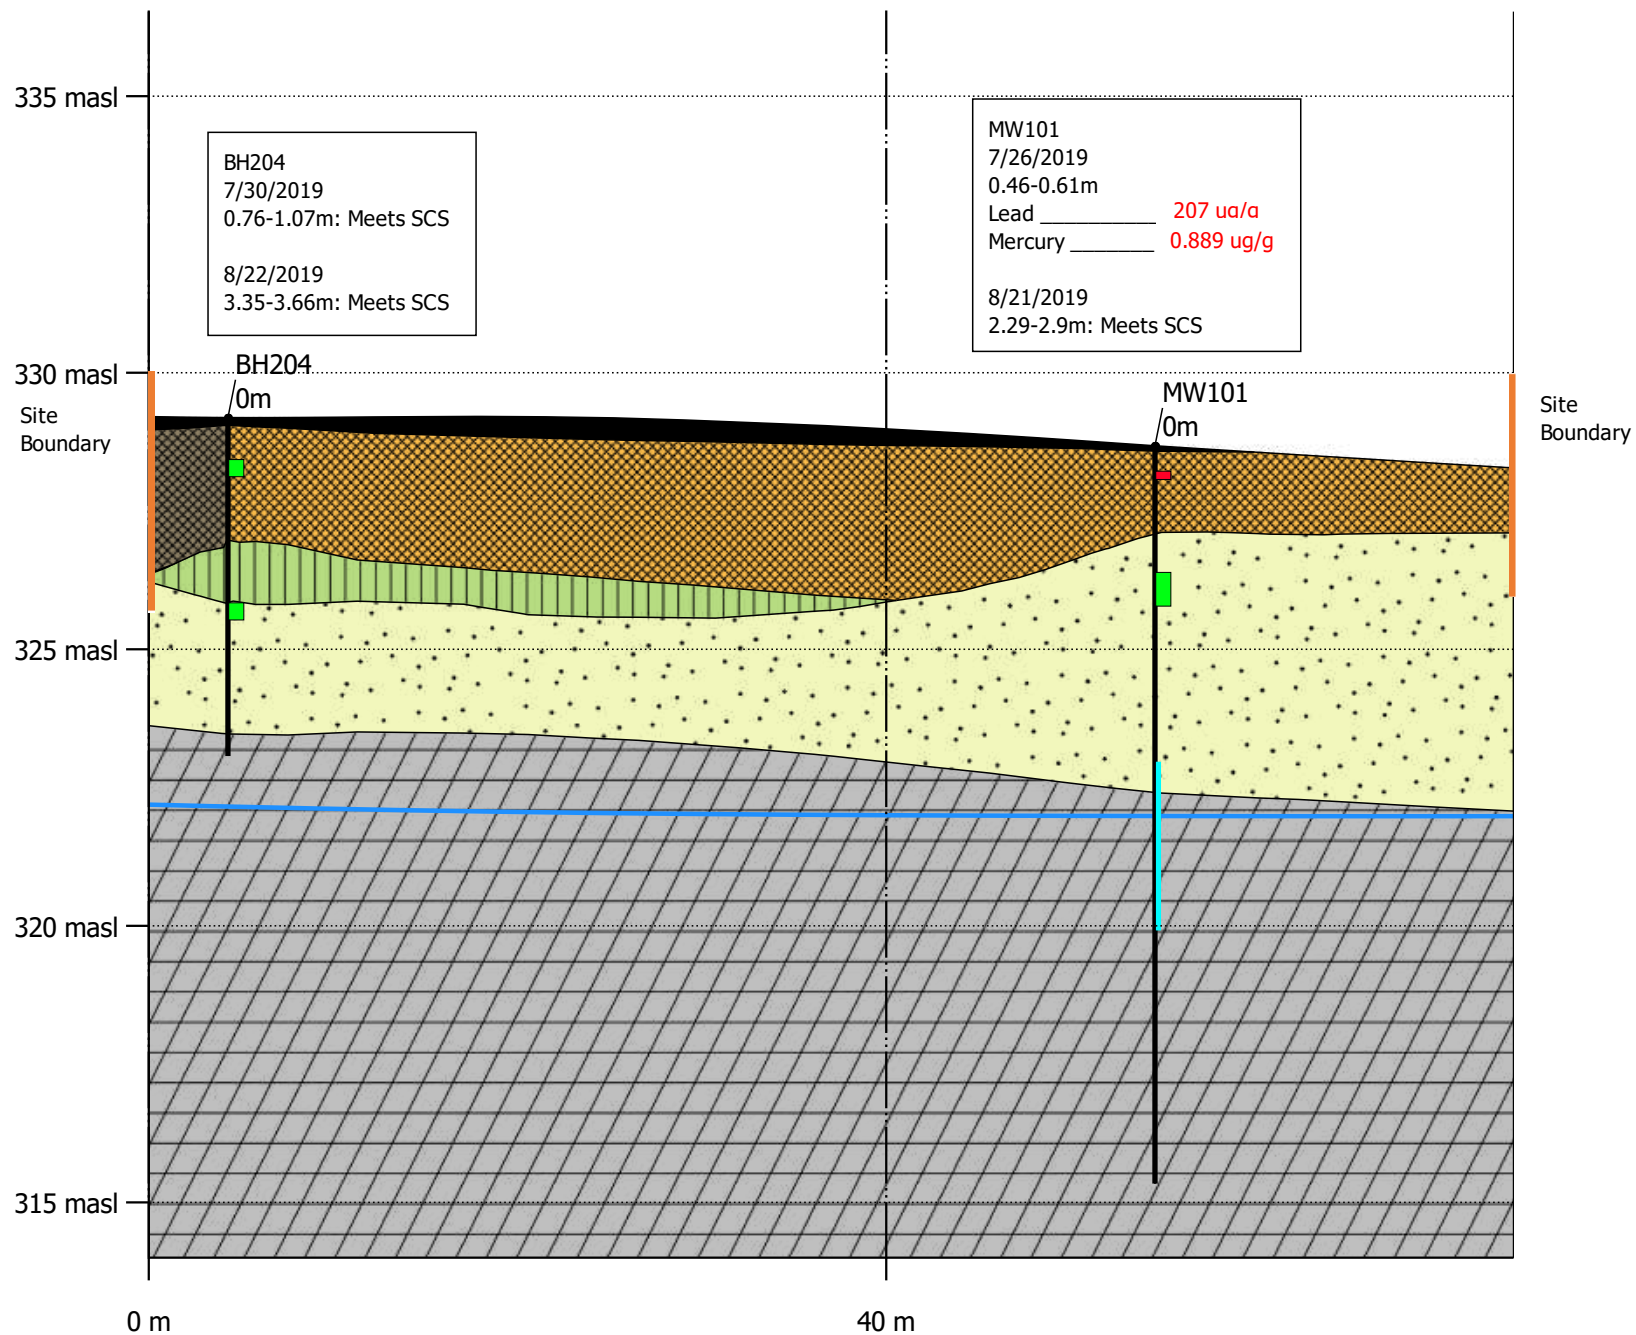 335 masl
BH204
7/30/2019
0.76-1.07m: Meets SCS
8/22/2019
3.35-3.66m: Meets SCS
MW101
7/26/2019
0.46-0.61m
Lead ___________ 207 ug/g
Mercury ________ 0.889 ug/g
8/21/2019
2.29-2.9m: Meets SCS
330 masl
BH204
0m
MW101
0m
Site
Boundary
Site
Boundary
325 masl
320 masl
315 masl
0 m
40 m